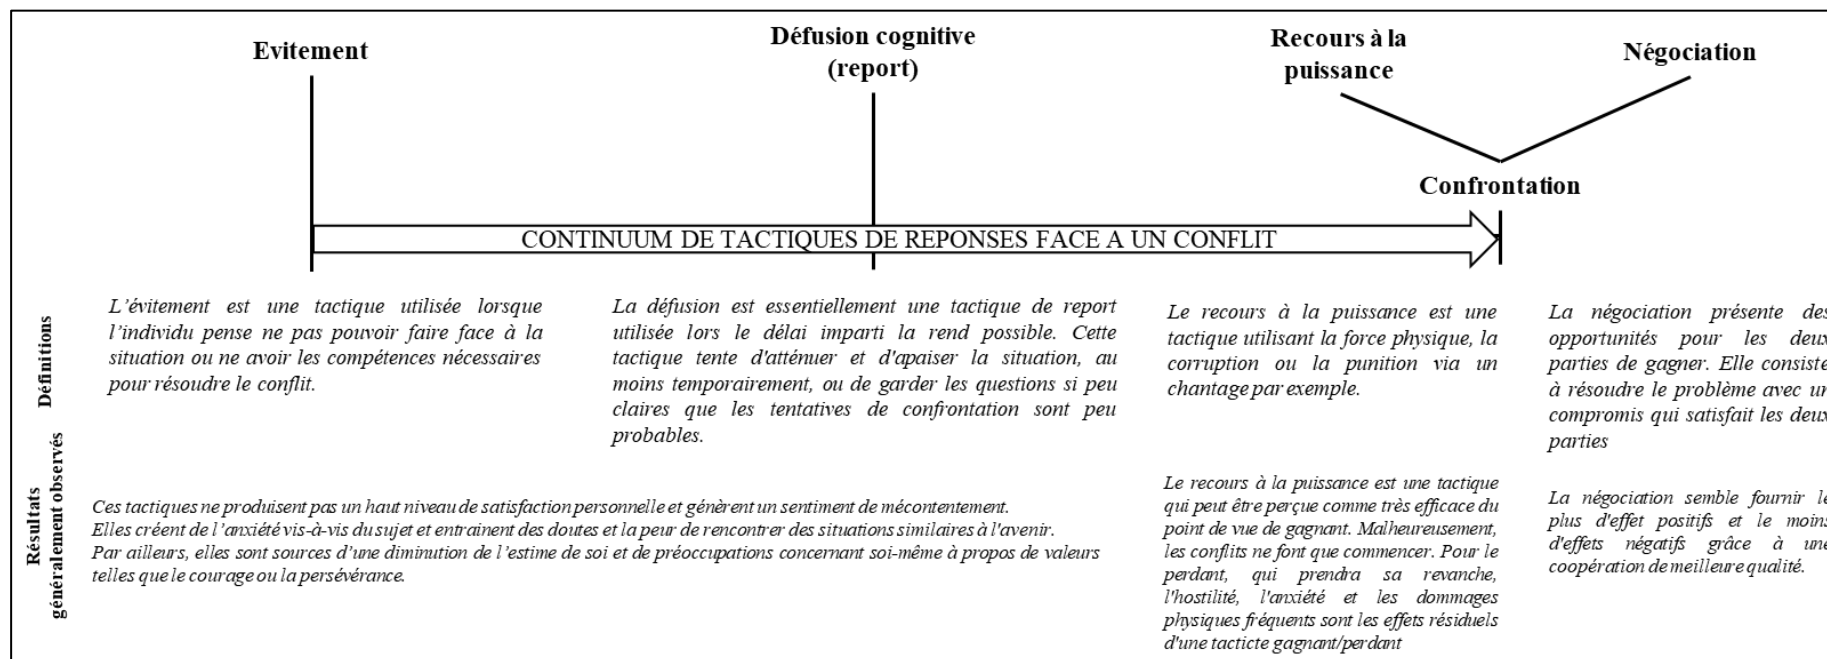 Evitement
Défusion cognitive
(report)
Recours à la
puissance
Négociation
Confrontation
CONTINUUM DE TACTIQUES DE REPONSES FACE A UN CONFLIT
Définitions
L'évitement est une tactique utilisée lorsque
l'individu pense ne pas pouvoir faire face à la
situation ou ne avoir les compétences nécessaires
pour résoudre le conflit.
La défusion est essentiellement une tactique de report
utilisée lors le délai imparti la rend possible. Cette
tactique tente d'atténuer et d'apaiser la situation, au
moins temporairement, ou de garder les questions si peu
claires que les tentatives de confrontation sont peu
probables.
Le recours à la puissance est une
tactique utilisant la force physique, la
corruption ou la punition via un
chantage par exemple.
La négociation présente des
opportunités pour les deux
parties de gagner. Elle consiste
à résoudre le problème avec un
compromis qui satisfait les deux
parties
Résultats
généralement observés
Ces tactiques ne produisent pas un haut niveau de satisfaction personnelle et génèrent un sentiment de mécontentement.
Elles créent de l'anxiété vis-à-vis du sujet et entrainent des doutes et la peur de rencontrer des situations similaires à l'avenir.
Par ailleurs, elles sont sources d'une diminution de l'estime de soi et de préoccupations concernant soi-même à propos de valeurs
telles que le courage ou la persévérance.
Le recours à la puissance est une tactique
qui peut être perçue comme très efficace du
point de vue de gagnant. Malheureusement,
les conflits ne font que commencer. Pour le
perdant, qui prendra sa revanche,
l'hostilité, l'anxiété et les dommages
physiques fréquents sont les effets résiduels
d'une tacticte gagnant/perdant
La négociation semble fournir le
plus d'effet positifs et le moins
d'effets négatifs grâce à une
coopération de meilleure qualité.